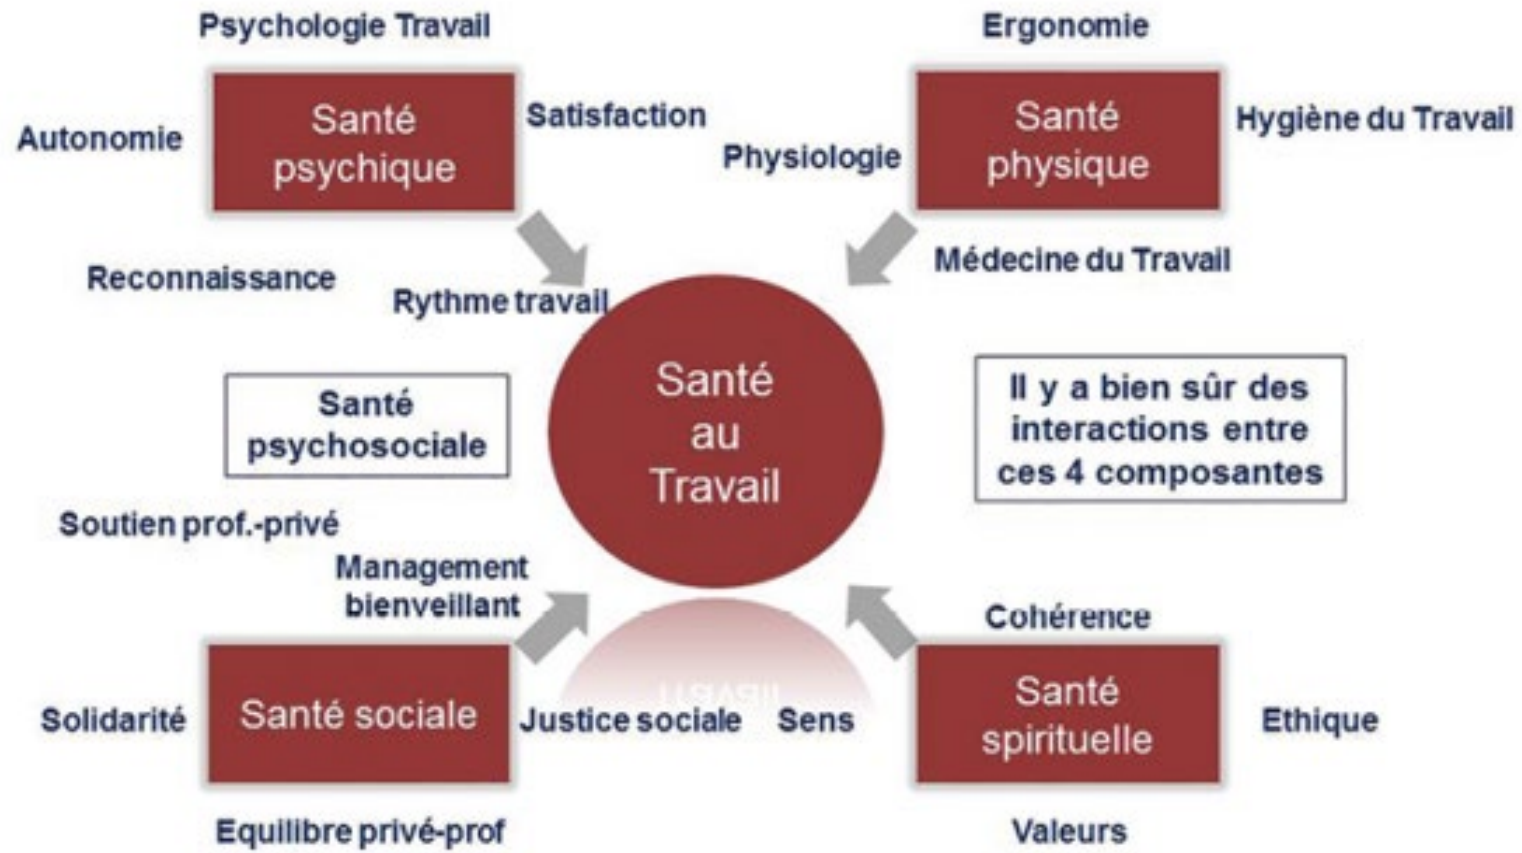 Psychologie Travail
Ergonomie
Autonomie
Santé
psychique
Satisfaction
Physiologie
Santé
physique
Hygiène du Travail
Reconnaissance
Rythme travail
Médecine du Travail
Santé
psychosociale
Santé
au
Travail
Il y a bien sûr des
interactions entre
ces 4 composantes
Soutien prof.-privé
Management
bienveillant
Cohérence
Travail
Solidarité
Santé sociale
Justice sociale
Sens
Santé
spirituelle
Ethique
Equilibre privé-prof
Valeurs